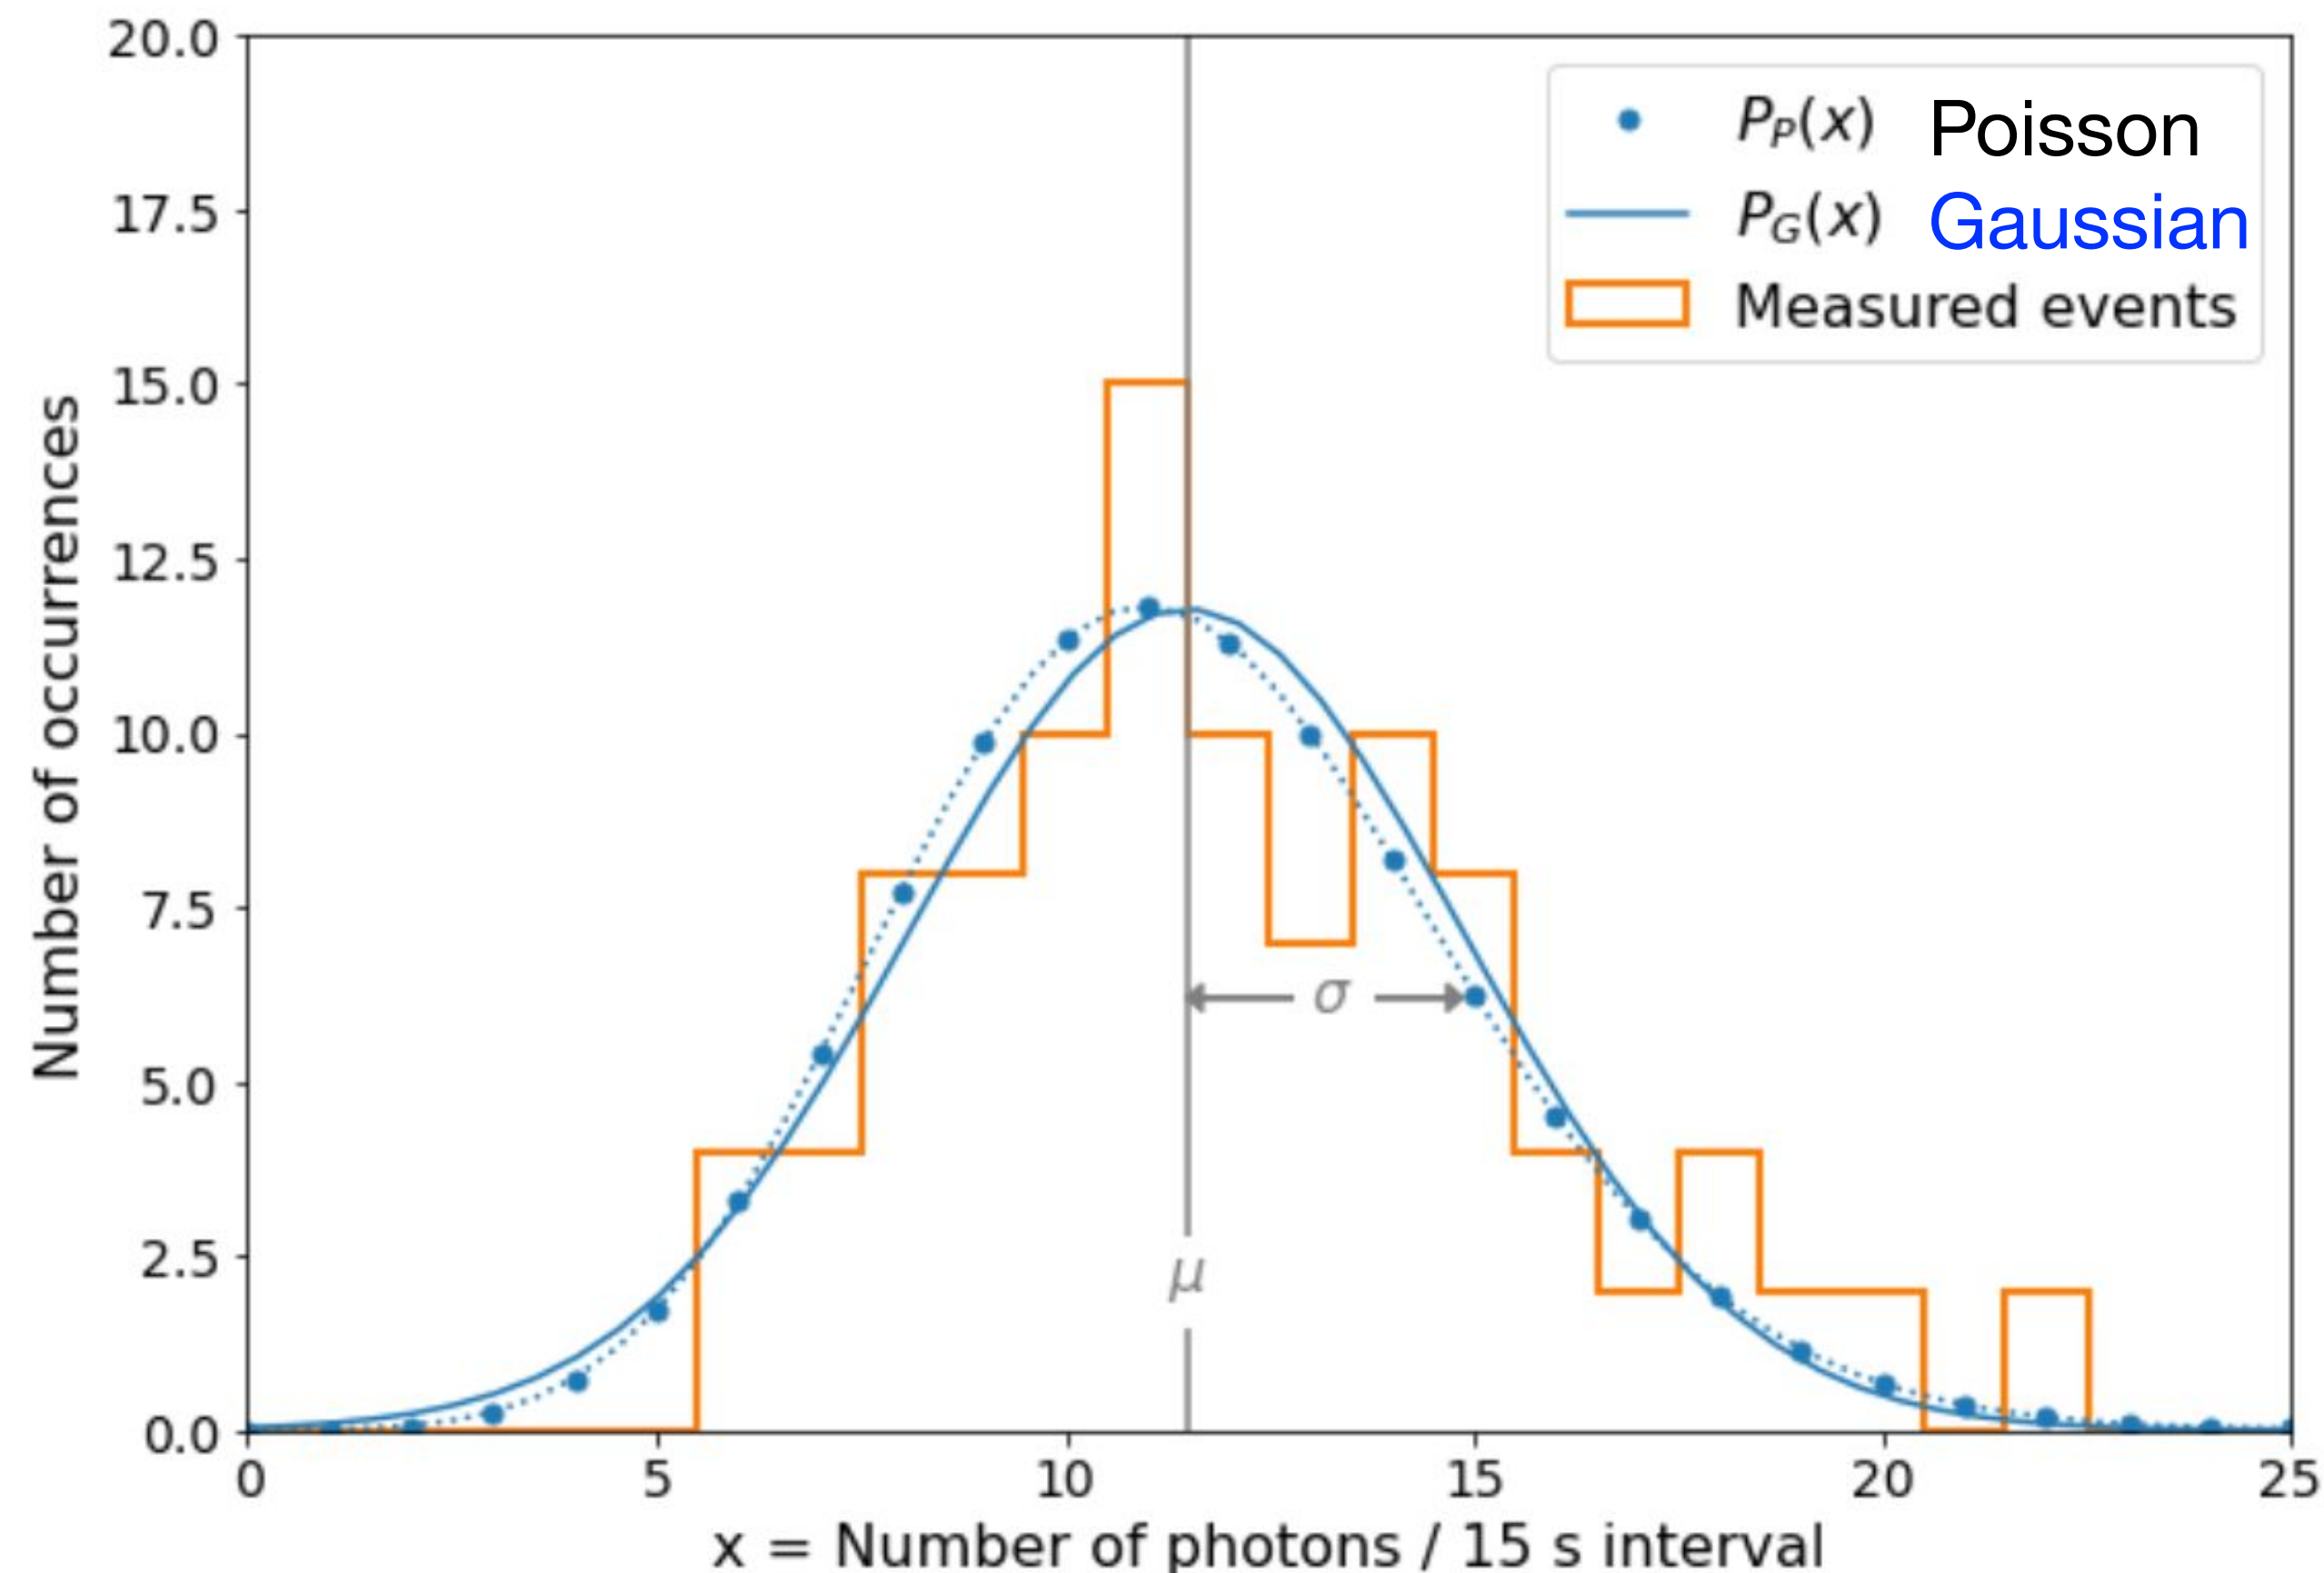 20.0
17.5
15.0
12.5
10.0
7.5
5.0
2.5
0.0
Number of occurrences
P_P(x) Poisson
P_G(x) Gaussian
Measured events
σ
μ
0 5 10 15 20 25
x = Number of photons / 15 s interval